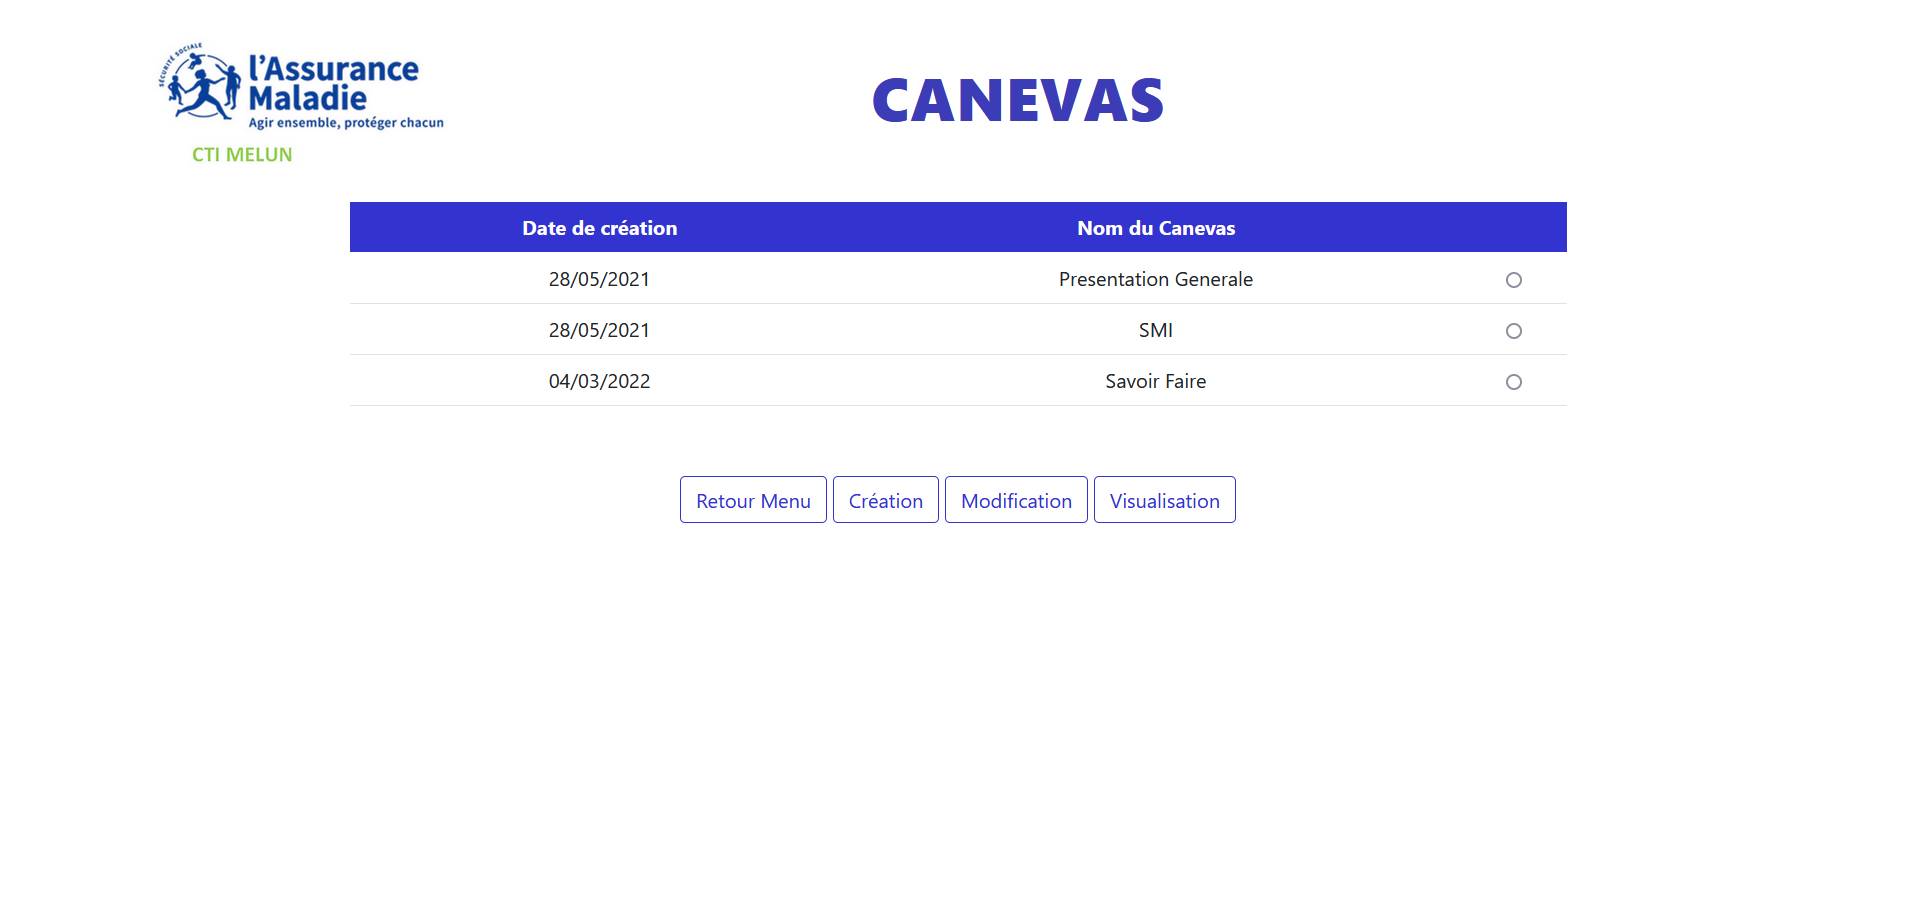 SÉCURITÉ SOCIALE
l'Assurance
Maladie
Agir ensemble, protéger chacun
CTI MELUN
CANEVAS
Date de création Nom du Canevas
28/05/2021 Presentation Generale
28/05/2021 SMI
04/03/2022 Savoir Faire
Retour Menu Création Modification Visualisation